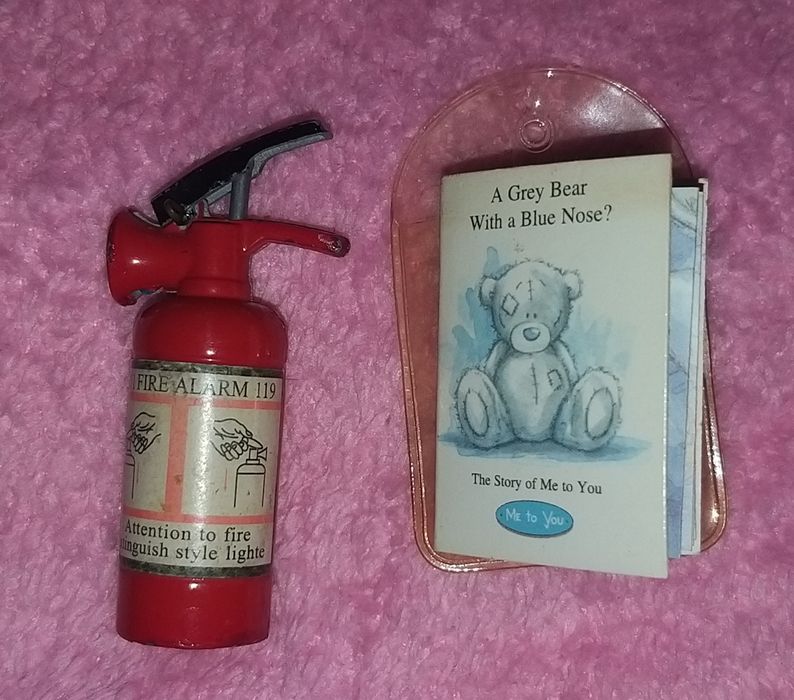 FIRE ALARM 119
Attention to fire
inguish style lighte
A Grey Bear
With a Blue Nose?
The Story of Me to You
ME to YOU